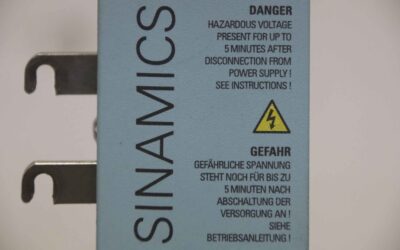 SINAMICS
DANGER
HAZARDOUS VOLTAGE
PRESENT FOR UP TO
5 MINUTES AFTER
DISCONNECTION FROM
POWER SUPPLY !
SEE INSTRUCTIONS !
GEFAHR
GEFÄHRLICHE SPANNUNG
STEHT NOCH FÜR BIS ZU
5 MINUTEN NACH
ABSCHALTUNG DER
VERSORGUNG AN !
SIEHE
BETRIEBSANLEITUNG !